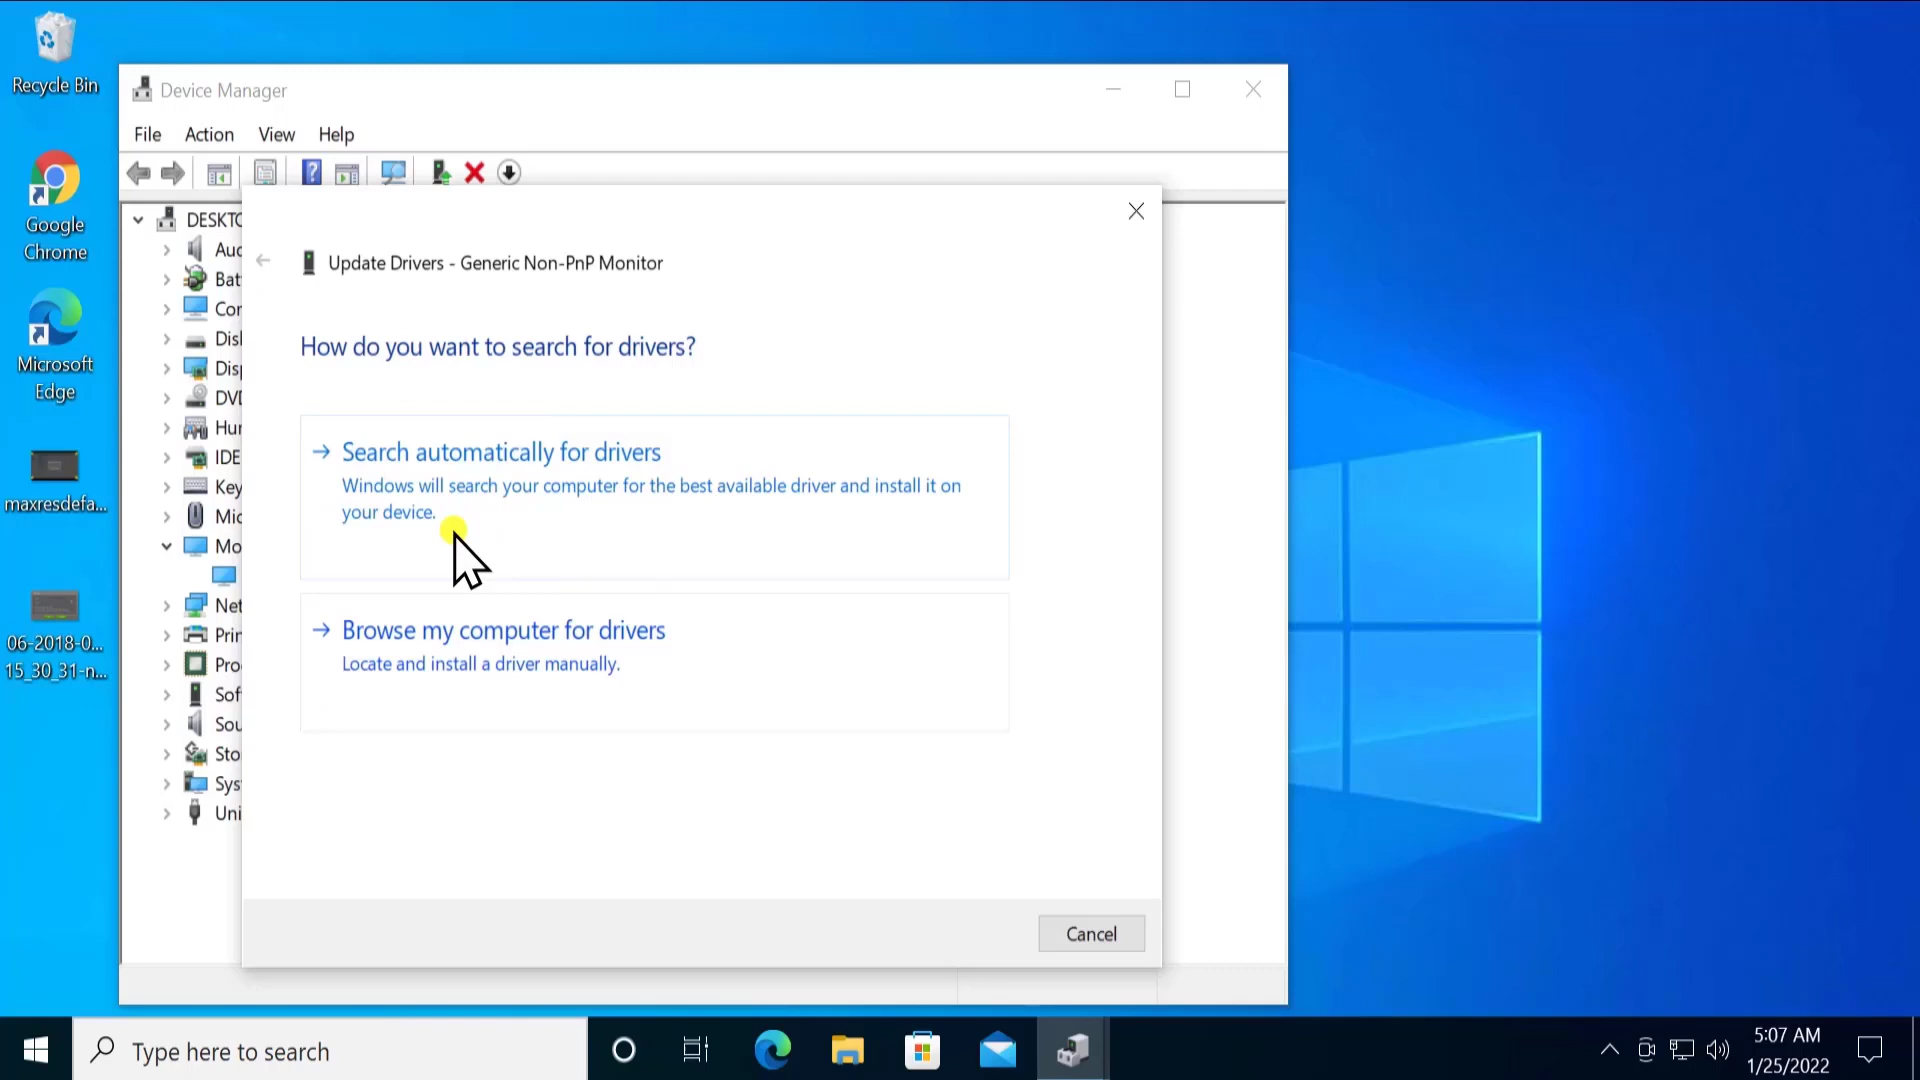 Recycle Bin
Google
Chrome
Microsoft
Edge
maxresdefa...
06-2018-0...
15_30_31-n...
Device Manager
File Action View Help
DESKTO
Aud
Bat
Con
Disk
Disp
DVD
Hum
IDE
Key
Mic
Mo
Net
Prin
Pro
Sof
Sou
Sto
Sys
Uni
Update Drivers - Generic Non-PnP Monitor
How do you want to search for drivers?
Search automatically for drivers
Windows will search your computer for the best available driver and install it on
your device.
Browse my computer for drivers
Locate and install a driver manually.
Cancel
Type here to search
5:07 AM
1/25/2022